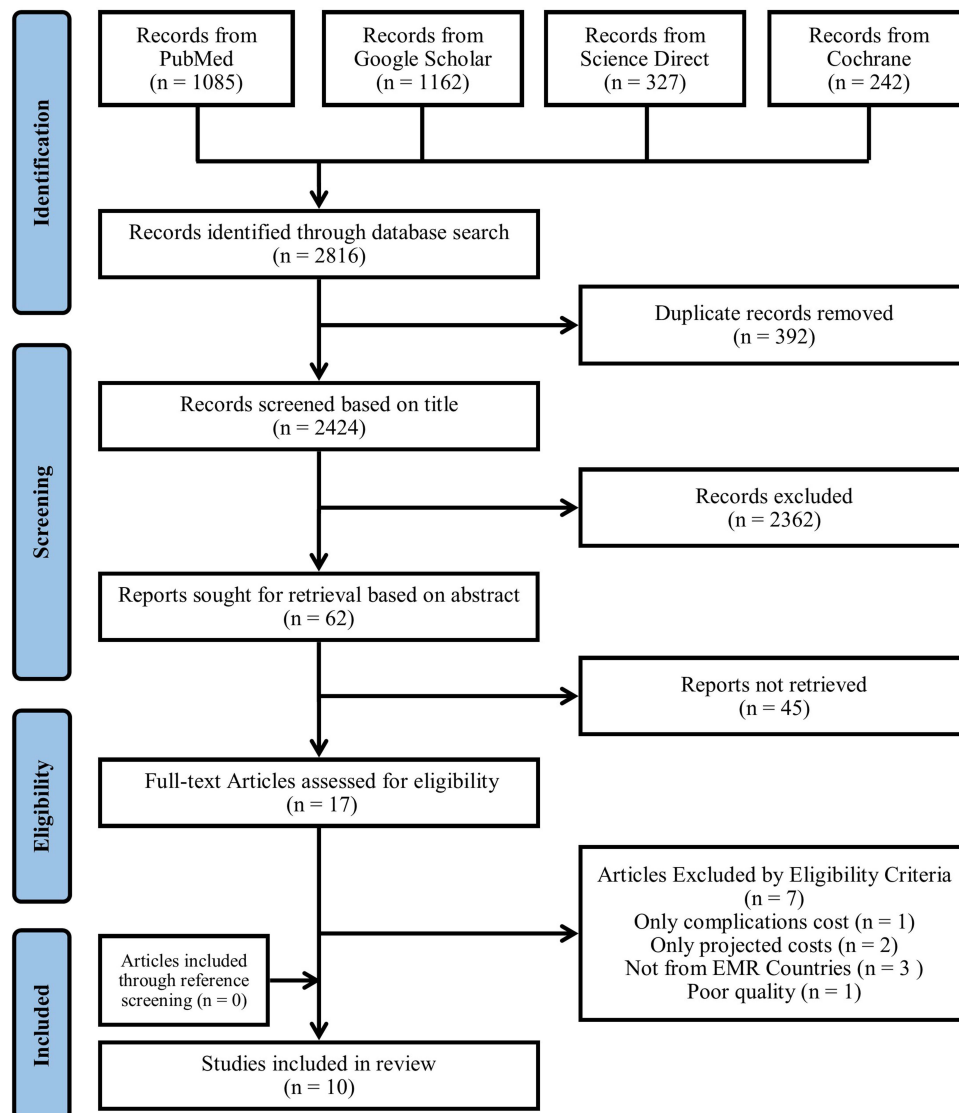 Identification
Records from
PubMed
(n = 1085)
Records from
Google Scholar
(n = 1162)
Records from
Science Direct
(n = 327)
Records from
Cochrane
(n = 242)
Records identified through database search
(n = 2816)
Duplicate records removed
(n = 392)
Screening
Records screened based on title
(n = 2424)
Records excluded
(n = 2362)
Reports sought for retrieval based on abstract
(n = 62)
Reports not retrieved
(n = 45)
Eligibility
Full-text Articles assessed for eligibility
(n = 17)
Articles Excluded by Eligibility Criteria
(n = 7)
Only complications cost (n = 1)
Only projected costs (n = 2)
Not from EMR Countries (n = 3 )
Poor quality (n = 1)
Included
Articles included
through reference
screening (n = 0)
Studies included in review
(n = 10)